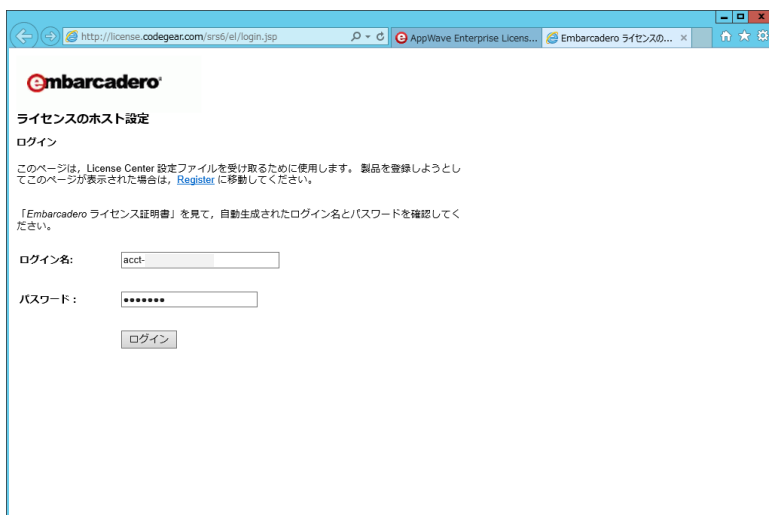 http://license.codegear.com/srs6/el/login.jsp
AppWave Enterprise Licens...
Embarcadero ライセンスの...
embarcadero
ライセンスのホスト設定
ログイン
このページは，License Center 設定ファイルを受け取るために使用します。 製品を登録しようとし
てこのページが表示された場合は，Register に移動してください。
「Embarcadero ライセンス証明書」を見て，自動生成されたログイン名とパスワードを確認してく
ださい。
ログイン名:
acct-
パスワード：
ログイン